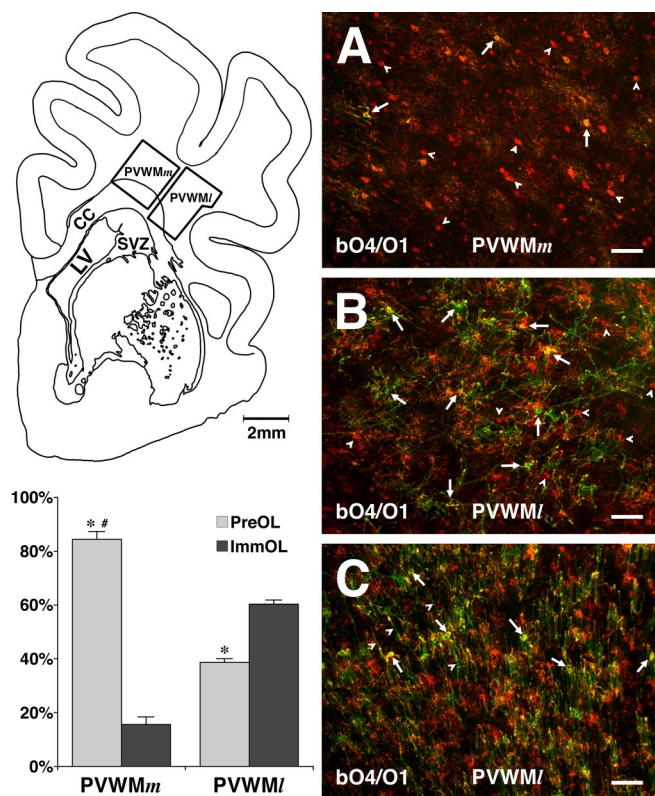 PVWMm
PVWMl
CC
LV
SVZ
2mm
100%
80%
60%
40%
20%
0%
* #
*
PreOL
ImmOL
PVWMm
PVWMl
A
bO4/O1 PVWMm
B
bO4/O1 PVWMl
C
bO4/O1 PVWMl